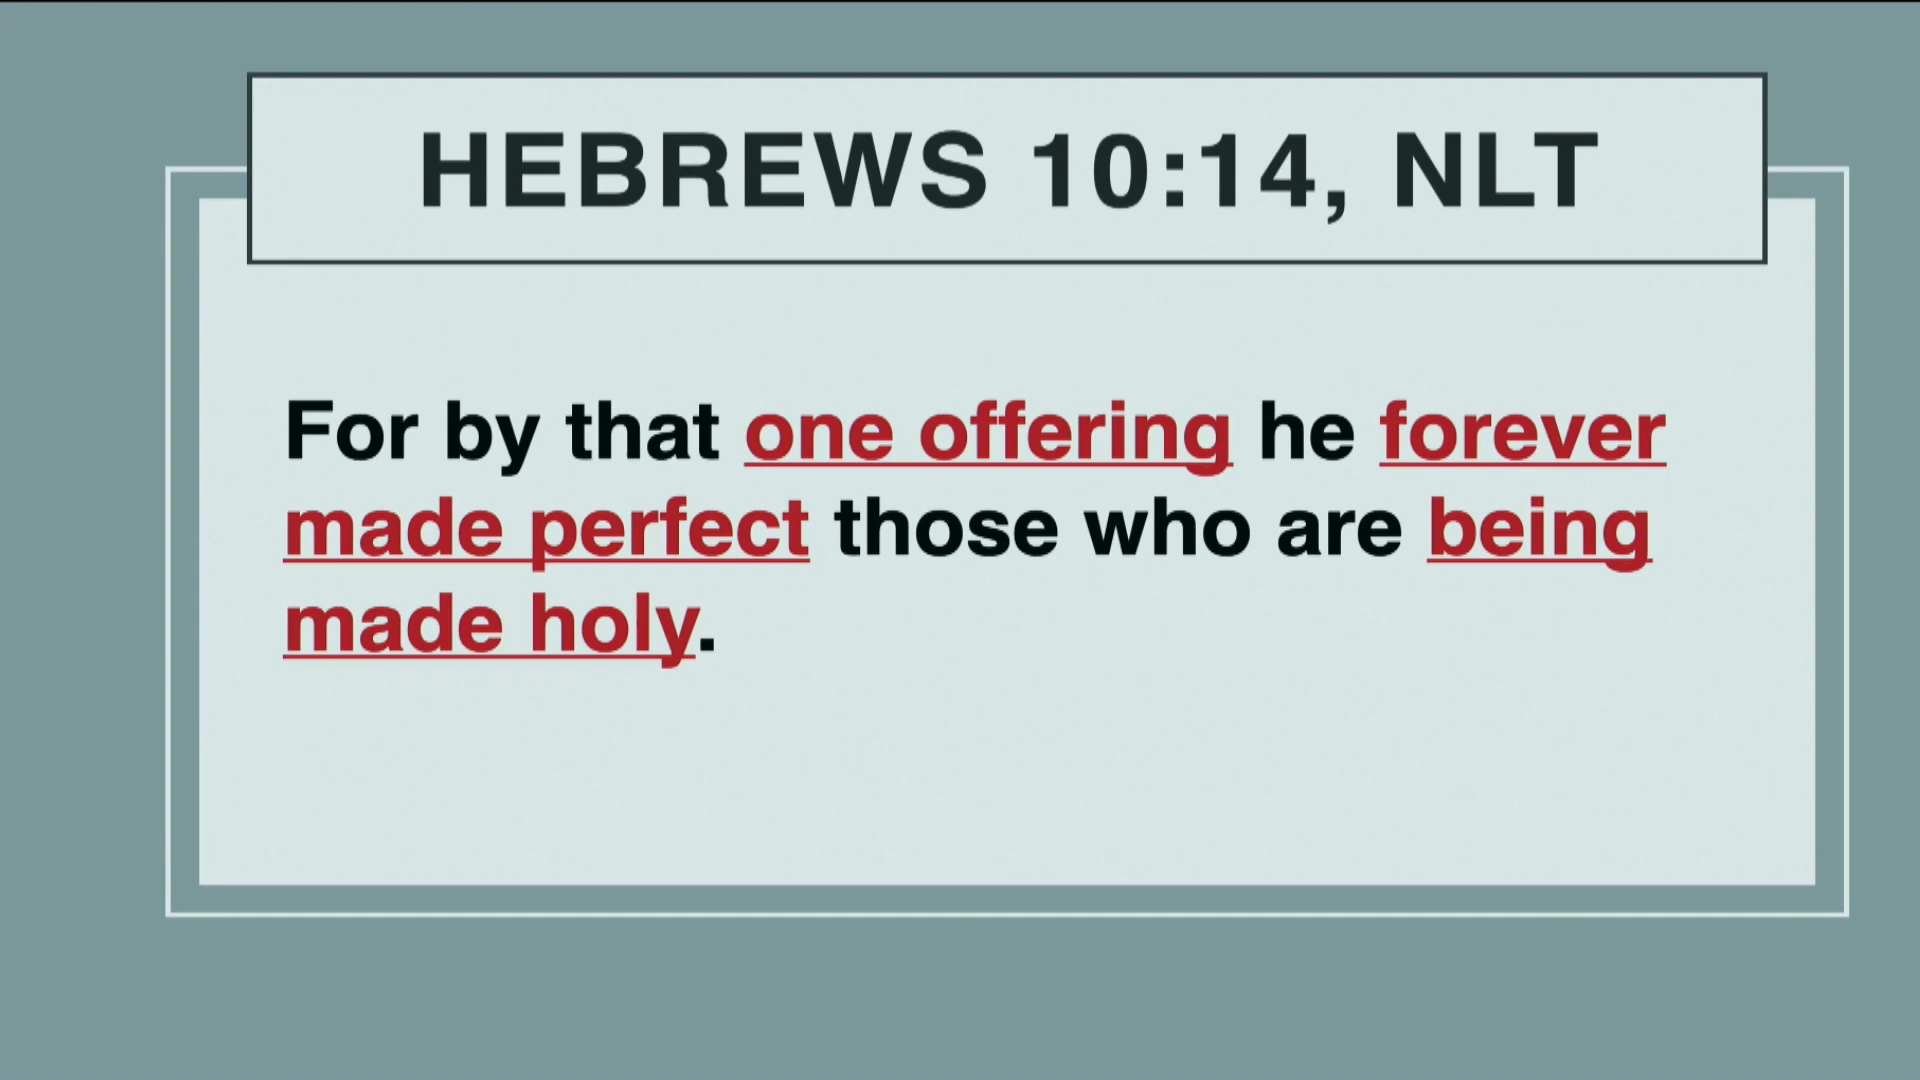 HEBREWS 10:14, NLT
For by that one offering he forever
made perfect those who are being
made holy.